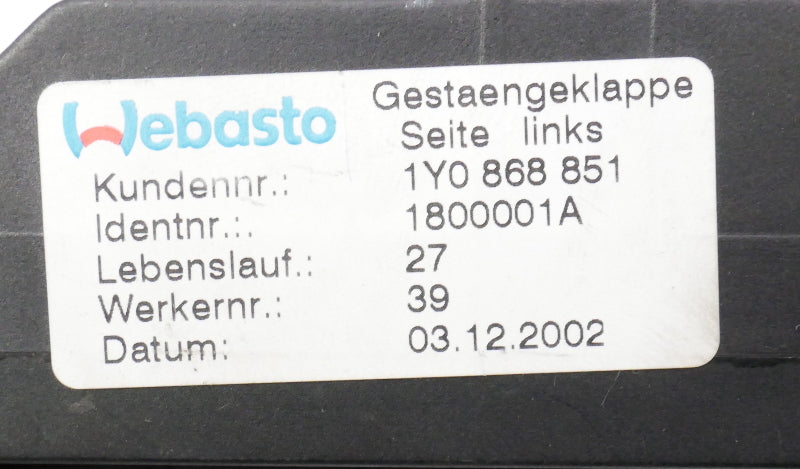 Webasto Gestaengeklappe
Seite links
Kundennr.: 1Y0 868 851
Identnr.:. 1800001A
Lebenslauf.: 27
Werkernr.: 39
Datum: 03.12.2002